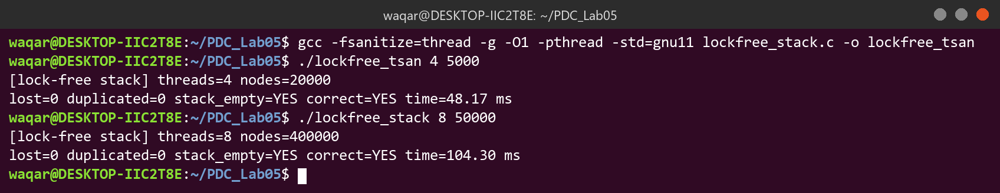 waqar@DESKTOP-IIC2T8E: ~/PDC_Lab05
waqar@DESKTOP-IIC2T8E:~/PDC_Lab05$ gcc -fsanitize=thread -g -O1 -pthread -std=gnu11 lockfree_stack.c -o lockfree_tsan
waqar@DESKTOP-IIC2T8E:~/PDC_Lab05$ ./lockfree_tsan 4 5000
[lock-free stack] threads=4 nodes=20000
lost=0 duplicated=0 stack_empty=YES correct=YES time=48.17 ms
waqar@DESKTOP-IIC2T8E:~/PDC_Lab05$ ./lockfree_stack 8 50000
[lock-free stack] threads=8 nodes=400000
lost=0 duplicated=0 stack_empty=YES correct=YES time=104.30 ms
waqar@DESKTOP-IIC2T8E:~/PDC_Lab05$